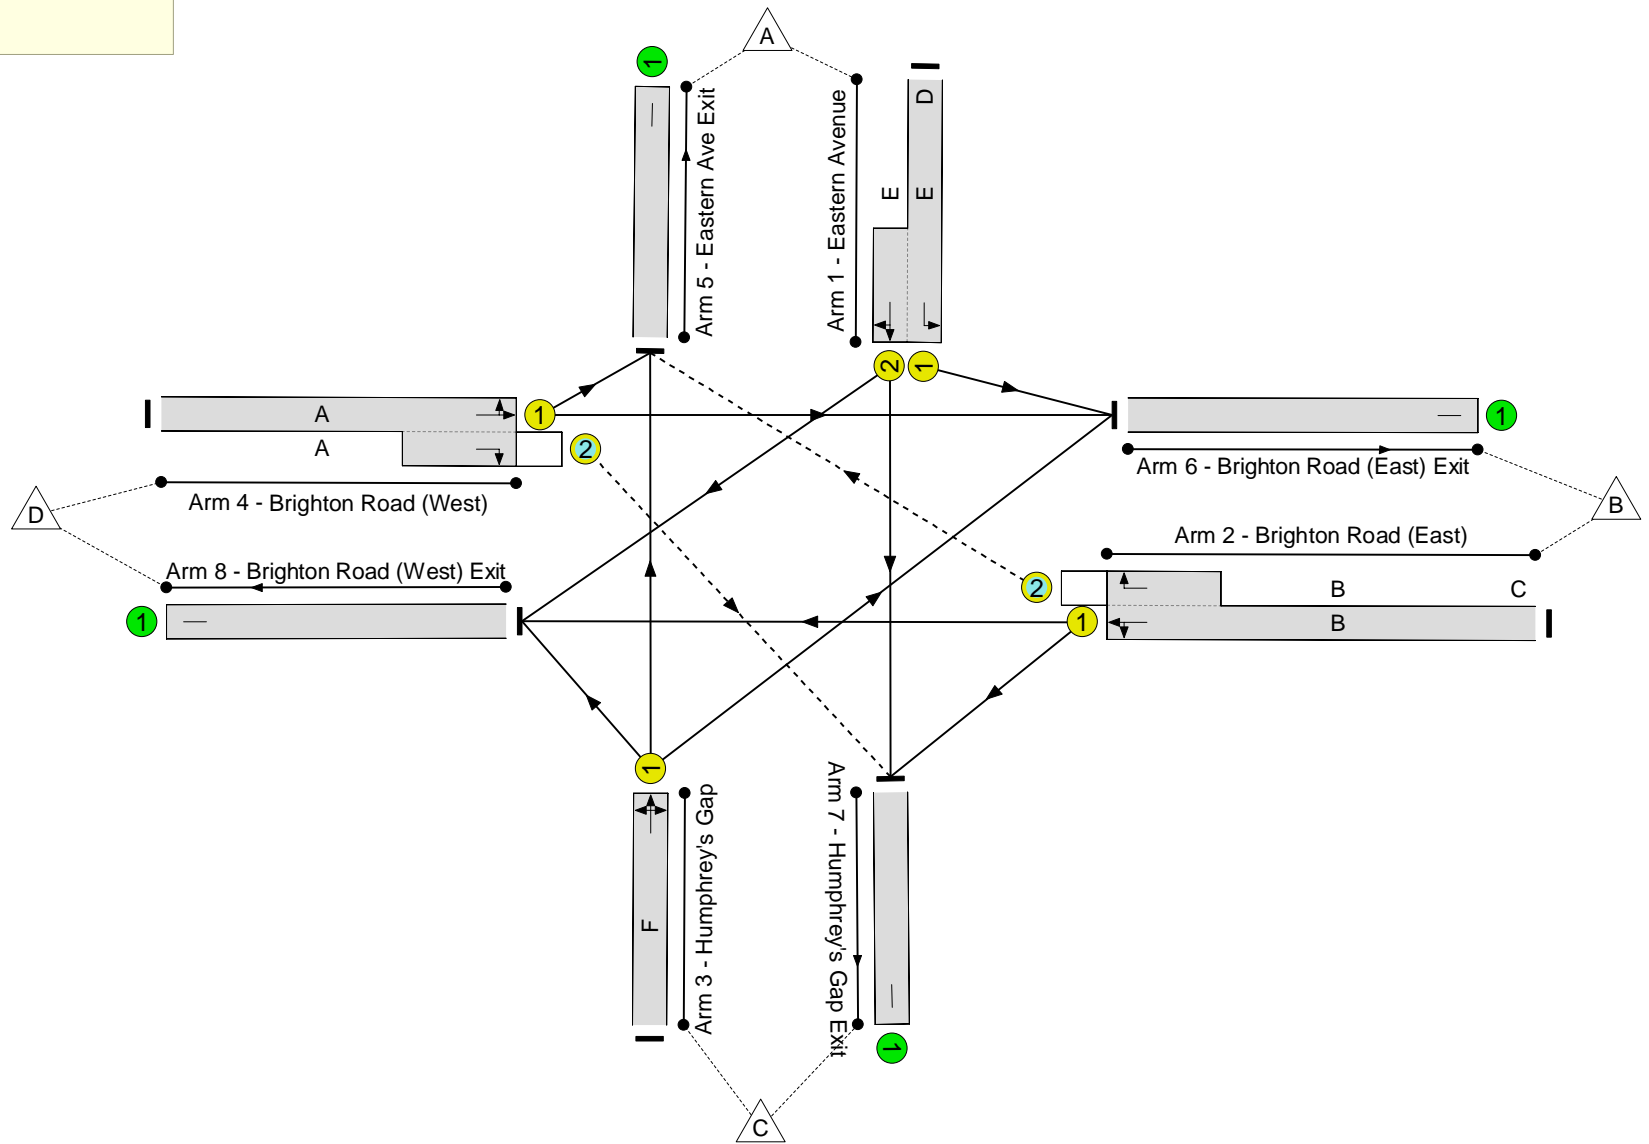 A
1
Arm 5 - Eastern Ave Exit
Arm 1 - Eastern Avenue
D
E
E
2
1
A
1
A
2
Arm 4 - Brighton Road (West)
1
Arm 6 - Brighton Road (East) Exit
D
B
Arm 2 - Brighton Road (East)
Arm 8 - Brighton Road (West) Exit
1
2
B
C
1
B
1
Arm 3 - Humphrey's Gap
Arm 7 - Humphrey's Gap Exit
F
1
C